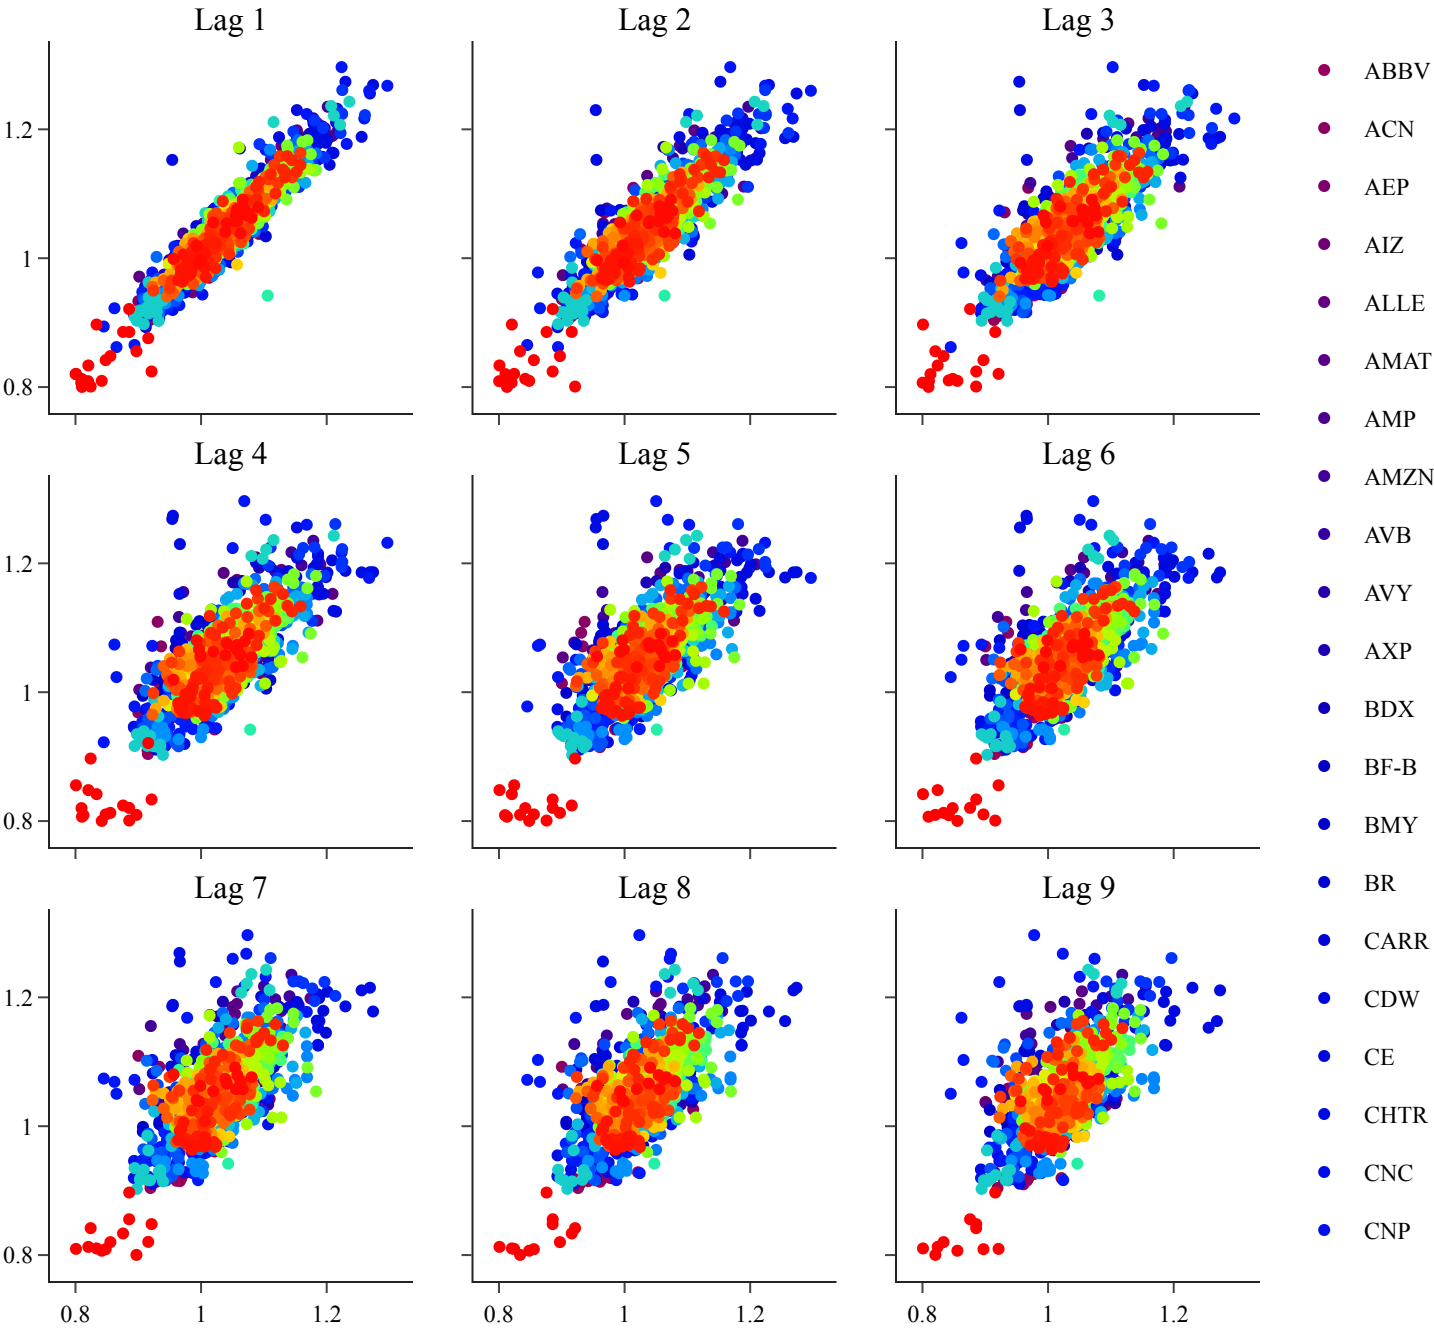 Lag 1
Lag 2
Lag 3
1.2
1
0.8
Lag 4
Lag 5
Lag 6
1.2
1
0.8
Lag 7
Lag 8
Lag 9
1.2
1
0.8
0.8 1 1.2
0.8 1 1.2
0.8 1 1.2
ABBV
ACN
AEP
AIZ
ALLE
AMAT
AMP
AMZN
AVB
AVY
AXP
BDX
BF-B
BMY
BR
CARR
CDW
CE
CHTR
CNC
CNP